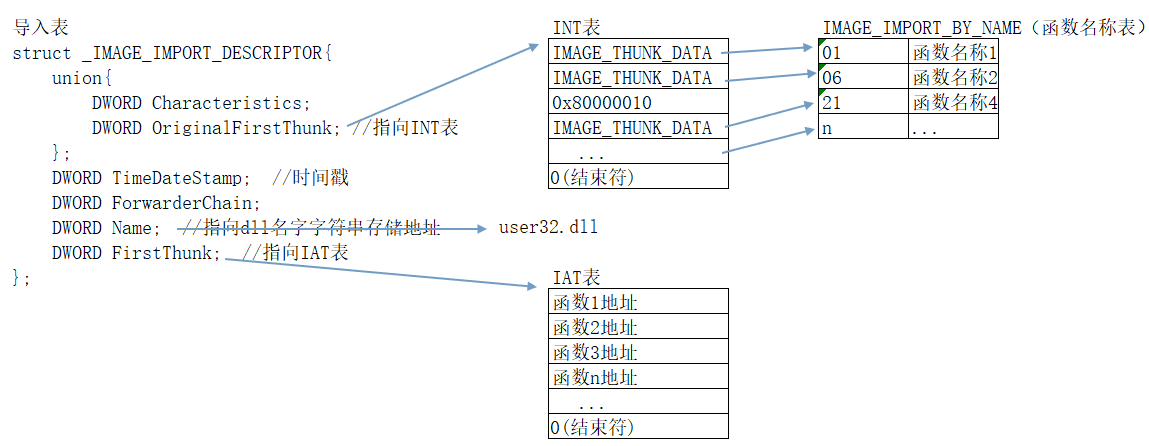 导入表
struct _IMAGE_IMPORT_DESCRIPTOR{
union{
DWORD Characteristics;
DWORD OriginalFirstThunk; //指向INT表
};
DWORD TimeDateStamp; //时间戳
DWORD ForwarderChain;
DWORD Name; //指向dll名字字符串存储地址
DWORD FirstThunk; //指向IAT表
};
INT表
IMAGE_THUNK_DATA
IMAGE_THUNK_DATA
0x80000010
IMAGE_THUNK_DATA
...
0(结束符)
IMAGE_IMPORT_BY_NAME（函数名称表）
01 函数名称1
06 函数名称2
21 函数名称4
n ...
user32.dll
IAT表
函数1地址
函数2地址
函数3地址
函数n地址
...
0(结束符)